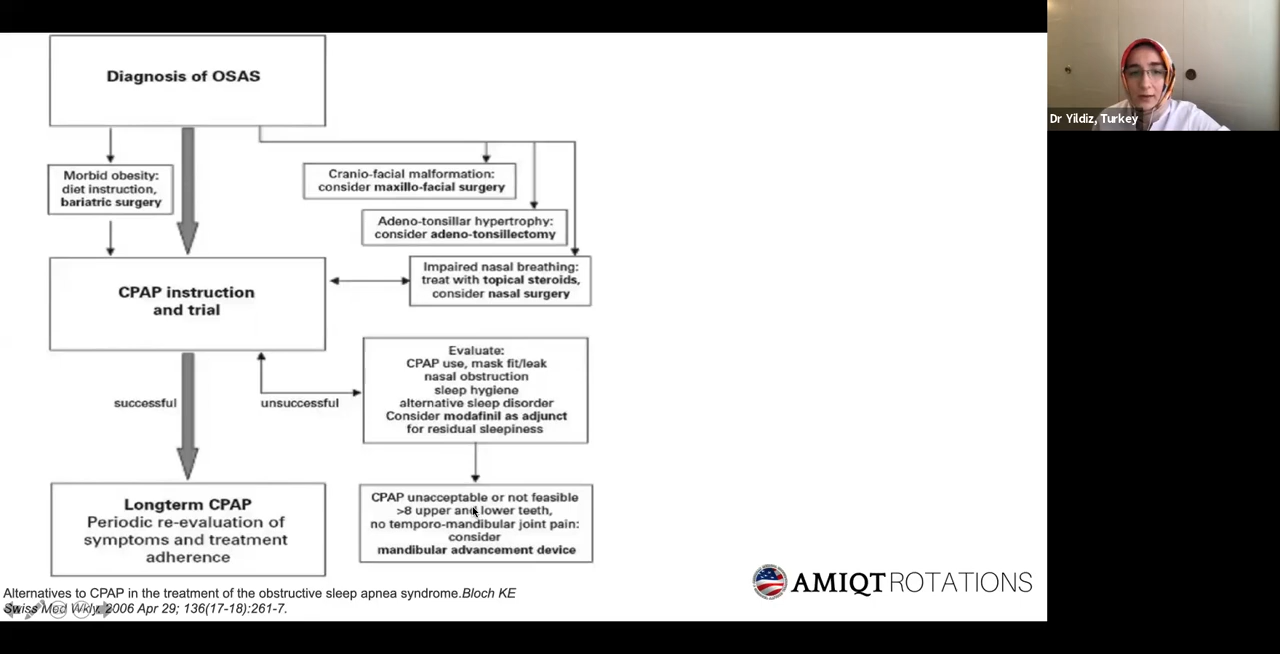 Diagnosis of OSAS
Morbid obesity:
diet instruction,
bariatric surgery
Cranio-facial malformation:
consider maxillo-facial surgery
Adeno-tonsillar hypertrophy:
consider adeno-tonsillectomy
Impaired nasal breathing:
treat with topical steroids,
consider nasal surgery
CPAP instruction
and trial
Evaluate:
CPAP use, mask fit/leak
nasal obstruction
sleep hygiene
alternative sleep disorder
Consider modafinil as adjunct
for residual sleepiness
successful
unsuccessful
Longterm CPAP
Periodic re-evaluation of
symptoms and treatment
adherence
CPAP unacceptable or not feasible
>8 upper and lower teeth,
no temporo-mandibular joint pain:
consider
mandibular advancement device
Alternatives to CPAP in the treatment of the obstructive sleep apnea syndrome.Bloch KE
Swiss Med Wkly. 2006 Apr 29; 136(17-18):261-7.
AMIQT ROTATIONS
Dr Yildiz, Turkey